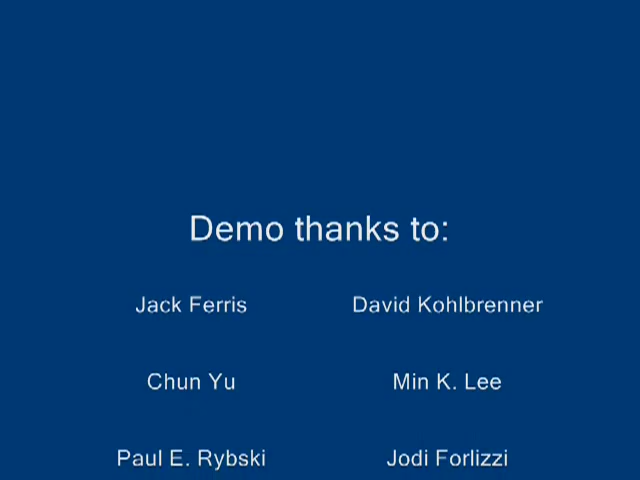 Demo thanks to:
Jack Ferris David Kohlbrenner
Chun Yu Min K. Lee
Paul E. Rybski Jodi Forlizzi